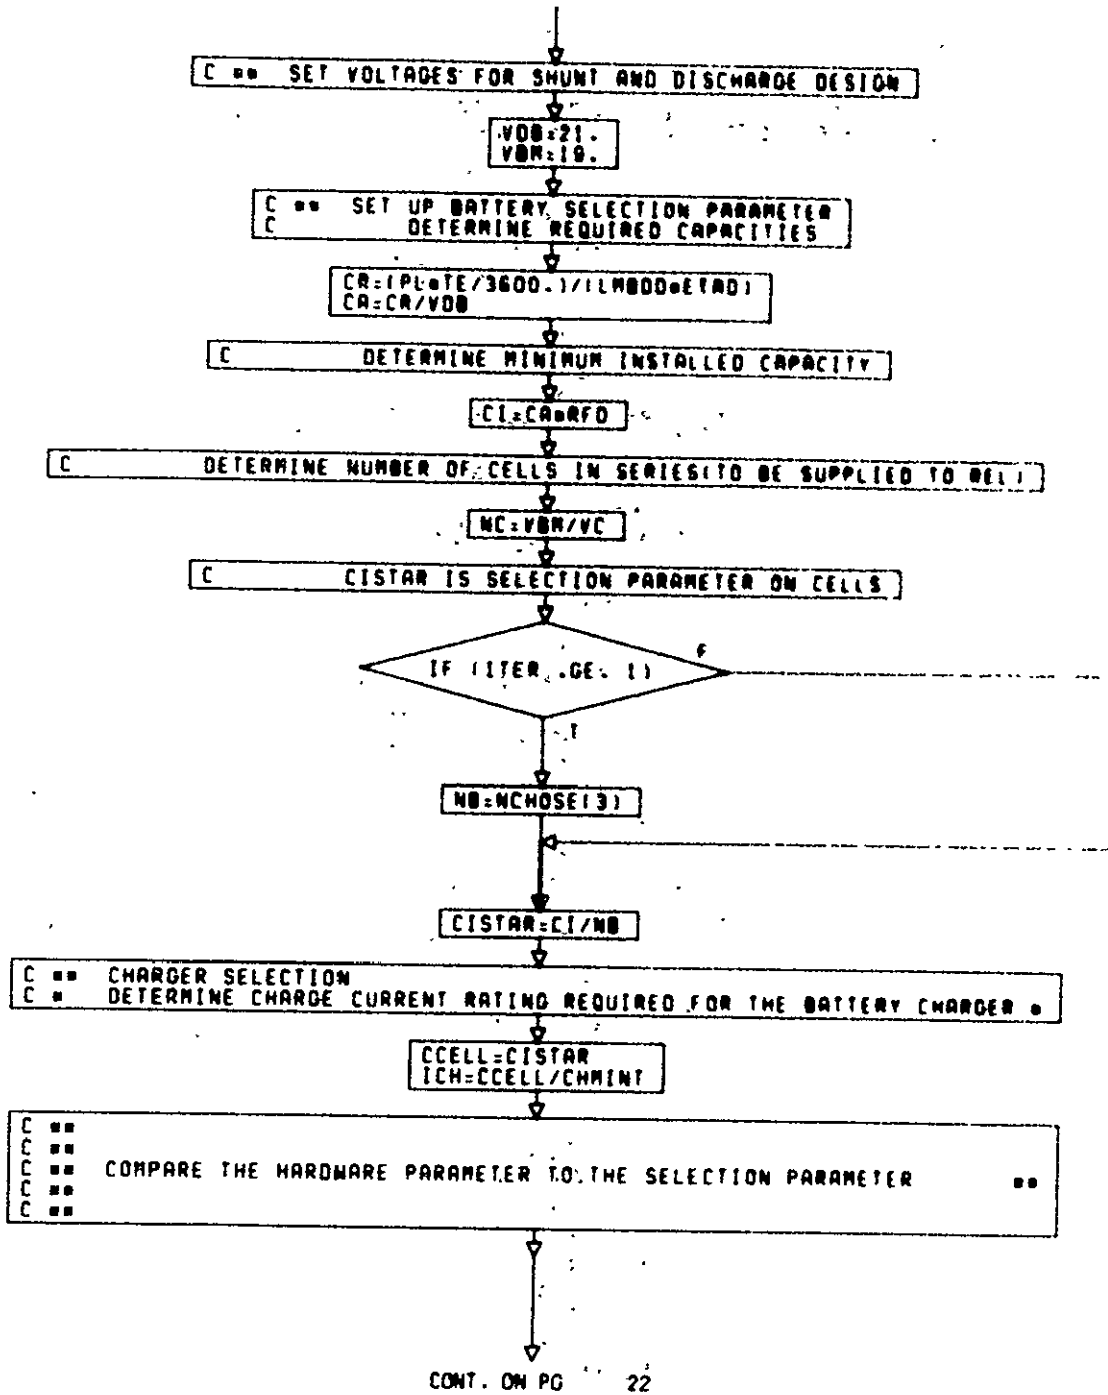 C ** SET VOLTAGES FOR SHUNT AND DISCHARGE DESIGN
VDB=21.
VBM=19.
C ** SET UP BATTERY SELECTION PARAMETER
C DETERMINE REQUIRED CAPACITIES
CR=(PL*TE/3600.)/(LMBDD*ETAD)
CA=CR/VDB
C DETERMINE MINIMUM INSTALLED CAPACITY
CI=CA*RFD
C DETERMINE NUMBER OF CELLS IN SERIES(TO BE SUPPLIED TO REL)
NC=VBM/VC
C CISTAR IS SELECTION PARAMETER ON CELLS
IF (ITER .GE. 1)
F
T
NB=NCHOSE(3)
CISTAR=CI/NB
C ** CHARGER SELECTION
C * DETERMINE CHARGE CURRENT RATING REQUIRED FOR THE BATTERY CHARGER *
CCELL=CISTAR
ICH=CCELL/CHMINT
C **
C **
C ** COMPARE THE HARDWARE PARAMETER TO THE SELECTION PARAMETER **
C **
C **
CONT. ON PG 22